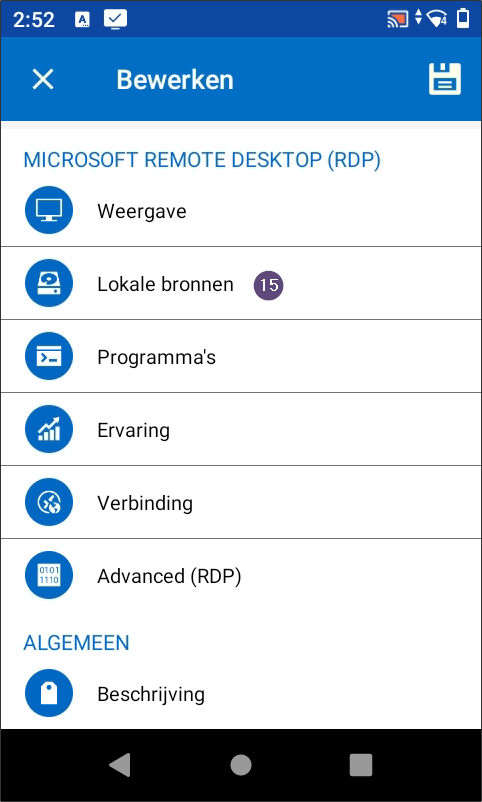 2:52 A 4
Bewerken
MICROSOFT REMOTE DESKTOP (RDP)
Weergave
Lokale bronnen 15
Programma's
Ervaring
Verbinding
0101
1110
Advanced (RDP)
ALGEMEEN
Beschrijving